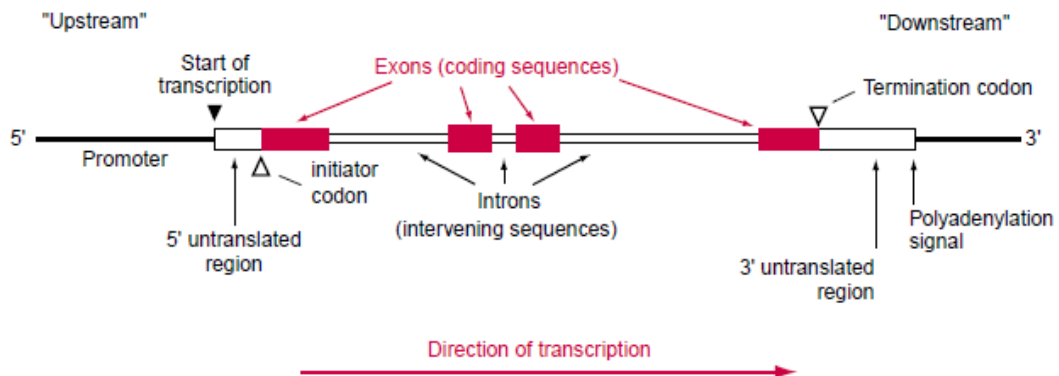 "Upstream"
"Downstream"
Start of
transcription
Exons (coding sequences)
Termination codon
5'
3'
Promoter
initiator
codon
Introns
(intervening sequences)
5' untranslated
region
Polyadenylation
signal
3' untranslated
region
Direction of transcription